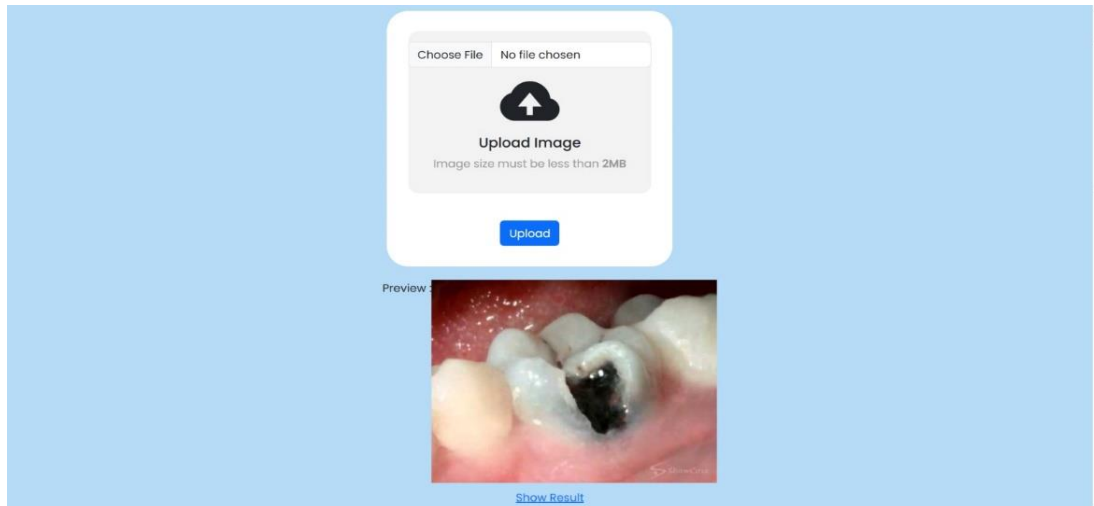 Choose File No file chosen
Upload Image
Image size must be less than 2MB
Upload
Preview :
Show Result